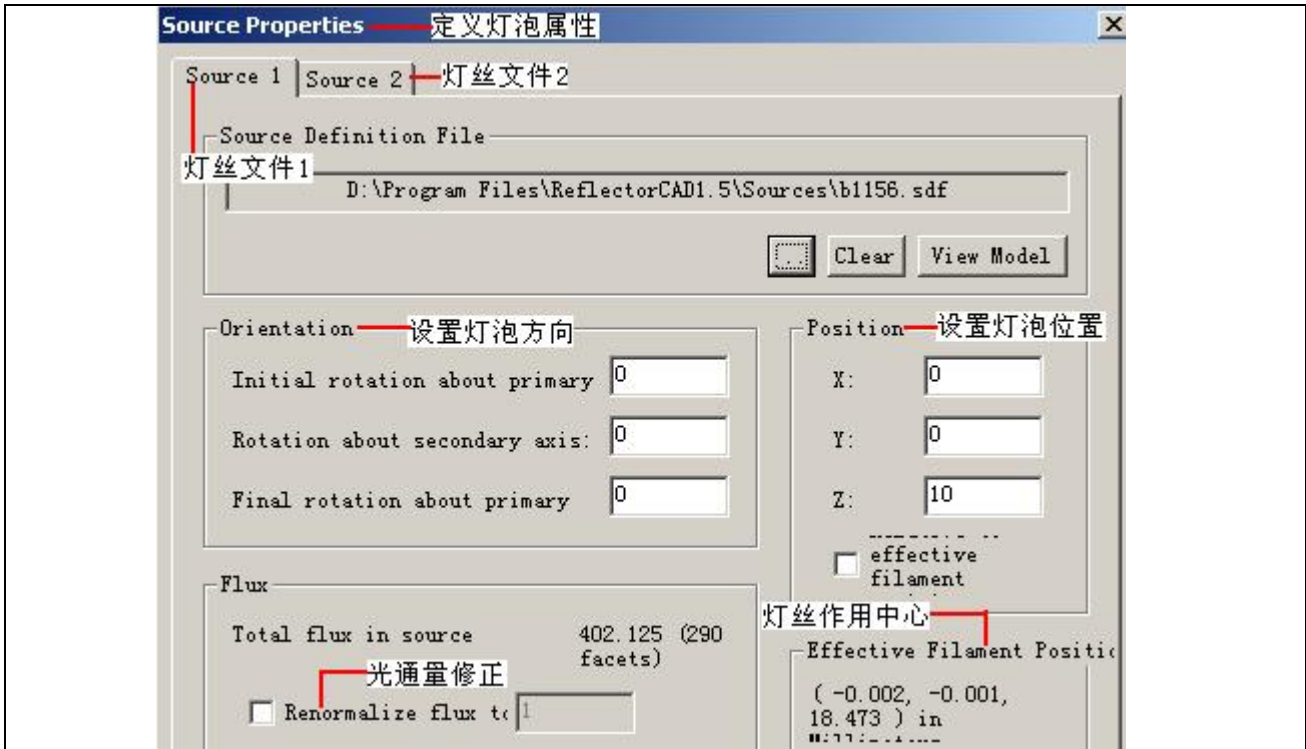 Source Properties 定义灯泡属性
Source 1 Source 2 灯丝文件2
Source Definition File
灯丝文件1
D:\Program Files\ReflectorCAD1.5\Sources\b1156.sdf
.. Clear View Model
Orientation 设置灯泡方向
Initial rotation about primary 0
Rotation about secondary axis: 0
Final rotation about primary 0
Position 设置灯泡位置
X: 0
Y: 0
Z: 10
effective
filament
Flux
Total flux in source 402.125 (290
facets)
光通量修正
Renormalize flux 1
灯丝作用中心
Effective Filament
( -0.002, -0.001,
18.473 ) in